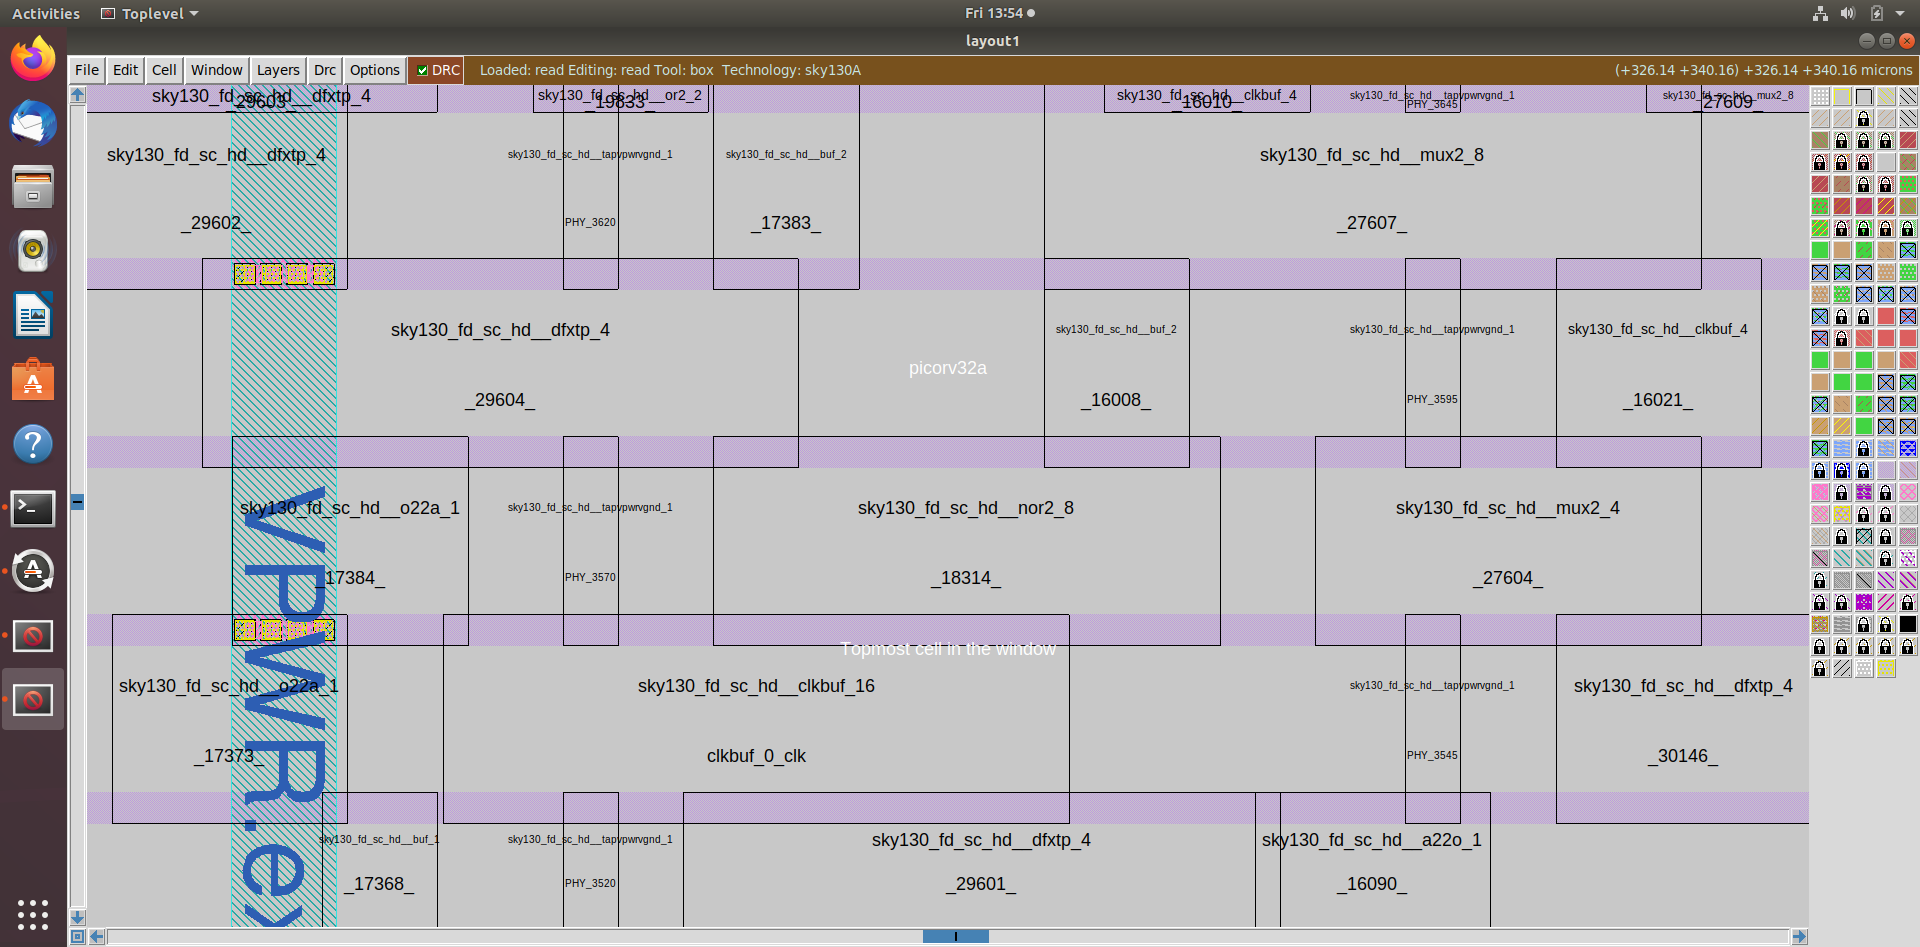 Activities
Toplevel
Fri 13:54
layout1
File Edit Cell Window Layers Drc Options DRC Loaded: read Editing: read Tool: box Technology: sky130A (+326.14 +340.16) +326.14 +340.16 microns
sky130_fd_sc_hd__dfxtp_4 sky130_fd_sc_hd__or2_2 sky130_fd_sc_hd__clkbuf_4 sky130_fd_sc_hd__tapvpwrvgnd_1 sky130_fd_sc_hd__mux2_8
_29603_ _19833_ _16010_ PHY_3645 _27609_
sky130_fd_sc_hd__dfxtp_4 sky130_fd_sc_hd__tapvpwrvgnd_1 sky130_fd_sc_hd__buf_2 sky130_fd_sc_hd__mux2_8
_29602_ PHY_3620 _17383_ _27607_
sky130_fd_sc_hd__dfxtp_4 sky130_fd_sc_hd__buf_2 sky130_fd_sc_hd__tapvpwrvgnd_1 sky130_fd_sc_hd__clkbuf_4
picorv32a
_29604_ _16008_ PHY_3595 _16021_
sky130_fd_sc_hd__o22a_1 sky130_fd_sc_hd__tapvpwrvgnd_1 sky130_fd_sc_hd__nor2_8 sky130_fd_sc_hd__mux2_4
_17384_ PHY_3570 _18314_ _27604_
Topmost cell in the window
sky130_fd_sc_hd__o22a_1 sky130_fd_sc_hd__clkbuf_16 sky130_fd_sc_hd__tapvpwrvgnd_1 sky130_fd_sc_hd__dfxtp_4
_17373_ clkbuf_0_clk PHY_3545 _30146_
sky130_fd_sc_hd__buf_1 sky130_fd_sc_hd__tapvpwrvgnd_1 sky130_fd_sc_hd__dfxtp_4 sky130_fd_sc_hd__a22o_1
_17368_ PHY_3520 _29601_ _16090_
VPWR.ex